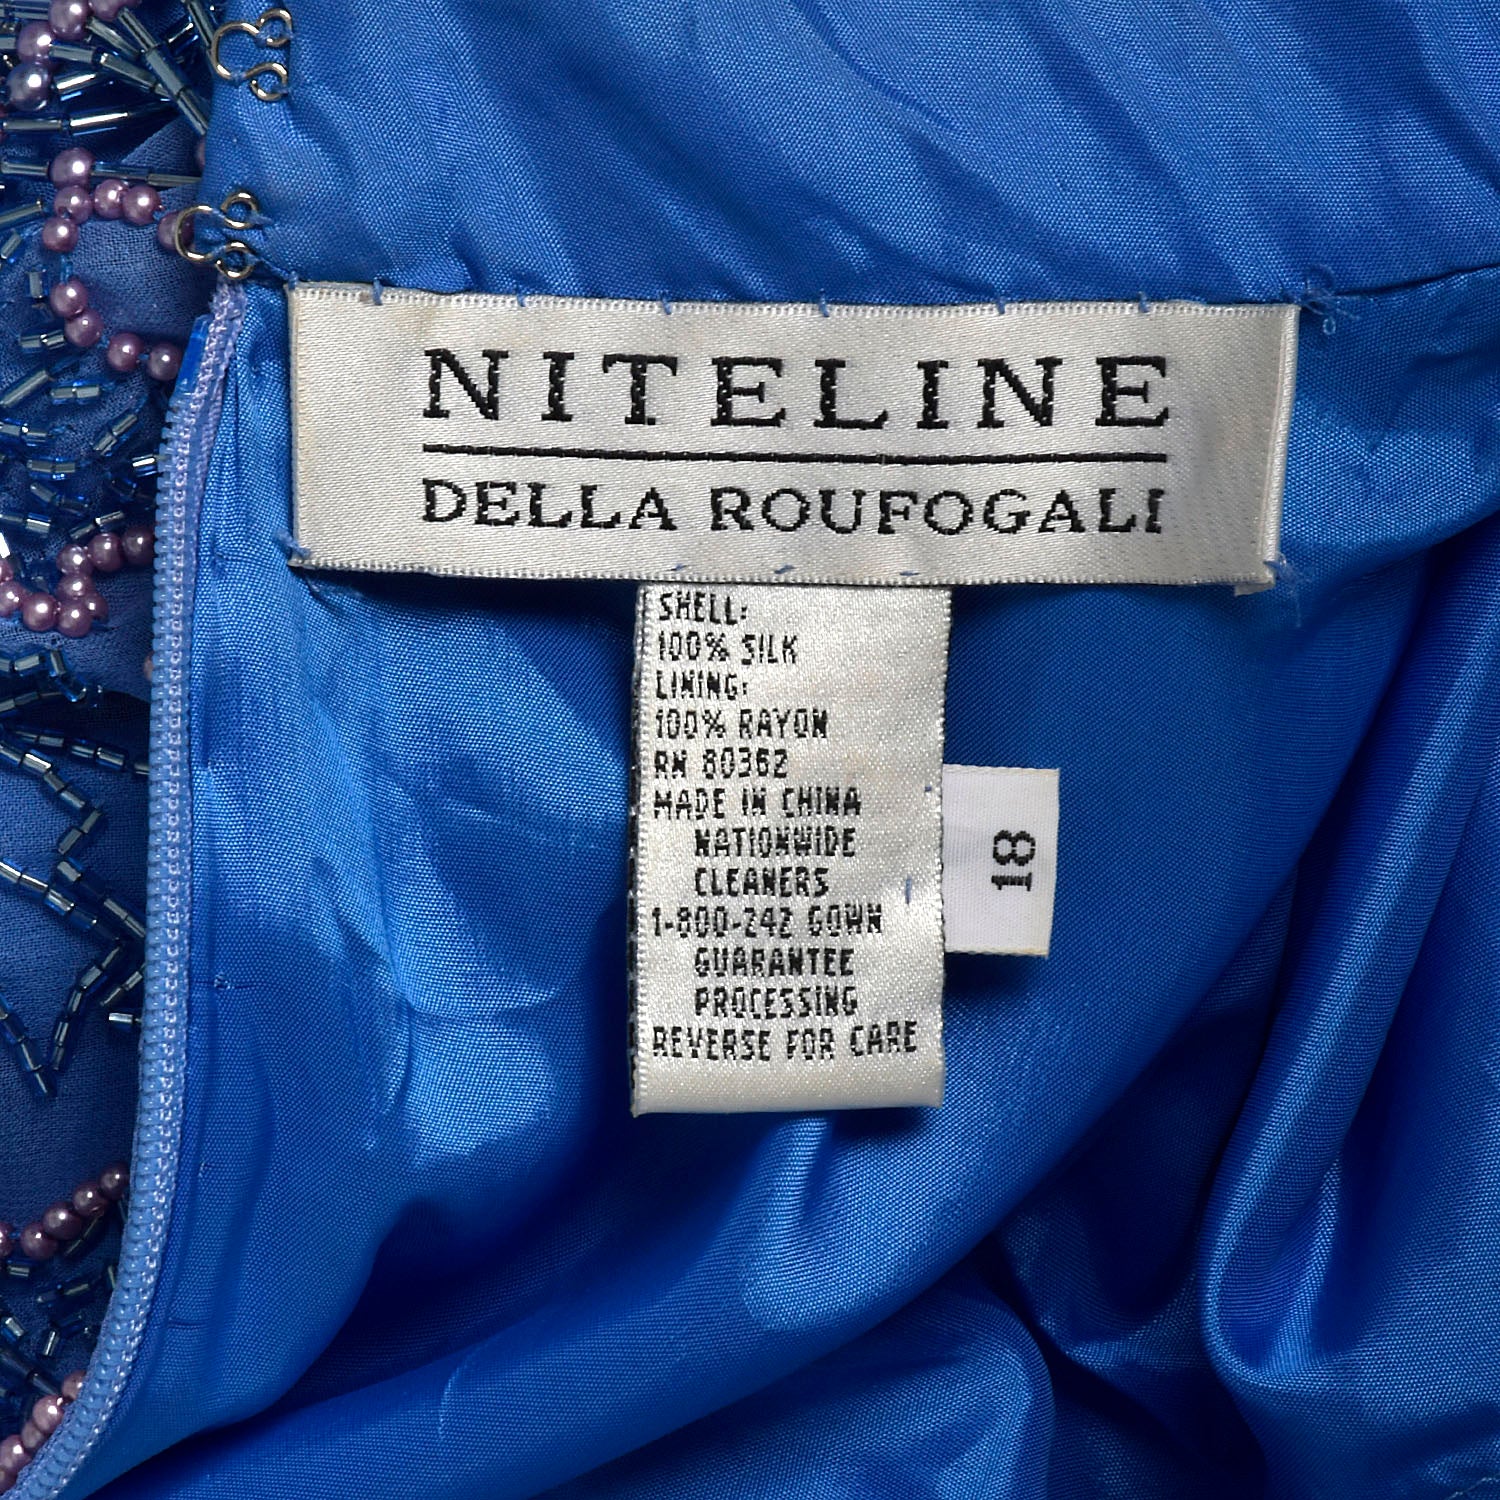 NITELINE
DELLA ROUFOGALI
SHELL:
100% SILK
LINING:
100% RAYON
RN 80362
MADE IN CHINA
NATIONWIDE
CLEANERS
1-800-242 GOWN
GUARANTEE
PROCESSING
REVERSE FOR CARE
18